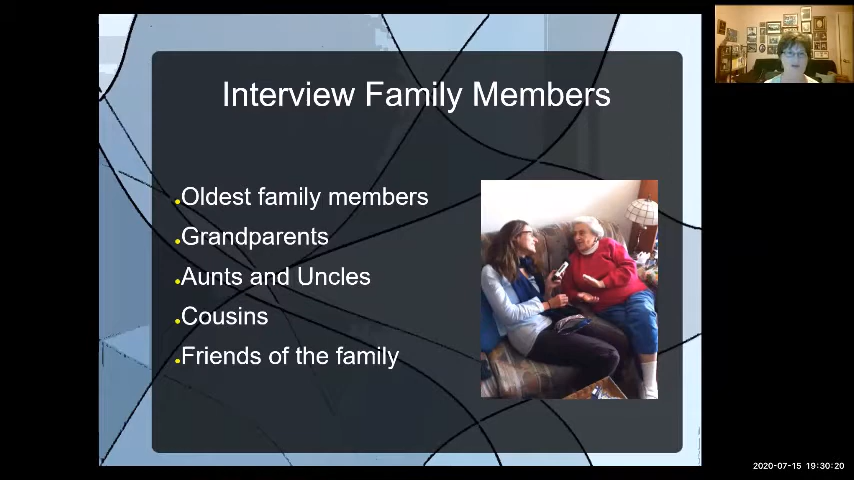 Interview Family Members
Oldest family members
Grandparents
Aunts and Uncles
Cousins
Friends of the family
2020-07-15 19:30:20